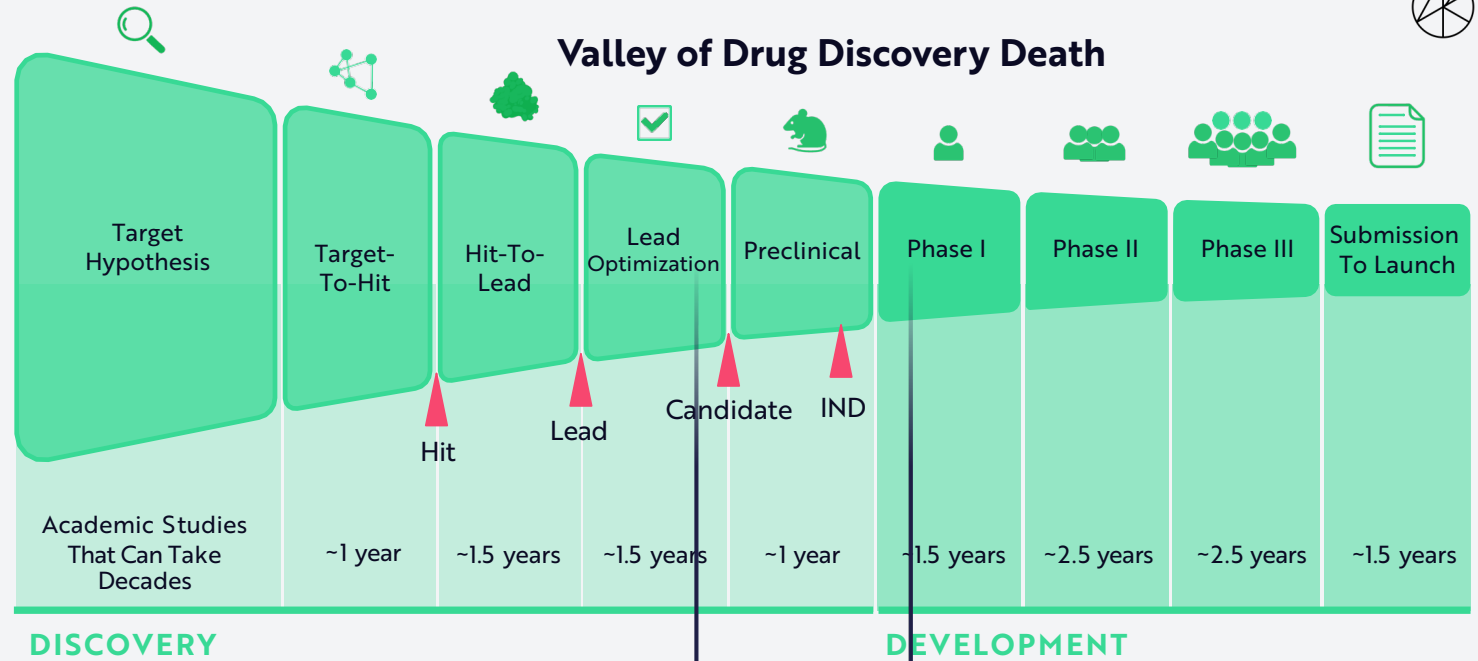 Valley of Drug Discovery Death
Target
Hypothesis
Target-
To-Hit
Hit-To-
Lead
Lead
Optimization
Preclinical
Phase I
Phase II
Phase III
Submission
To Launch
Hit
Lead
Candidate
IND
Academic Studies
That Can Take
Decades
~1 year
~1.5 years
~1.5 years
~1 year
~1.5 years
~2.5 years
~2.5 years
~1.5 years
DISCOVERY
DEVELOPMENT